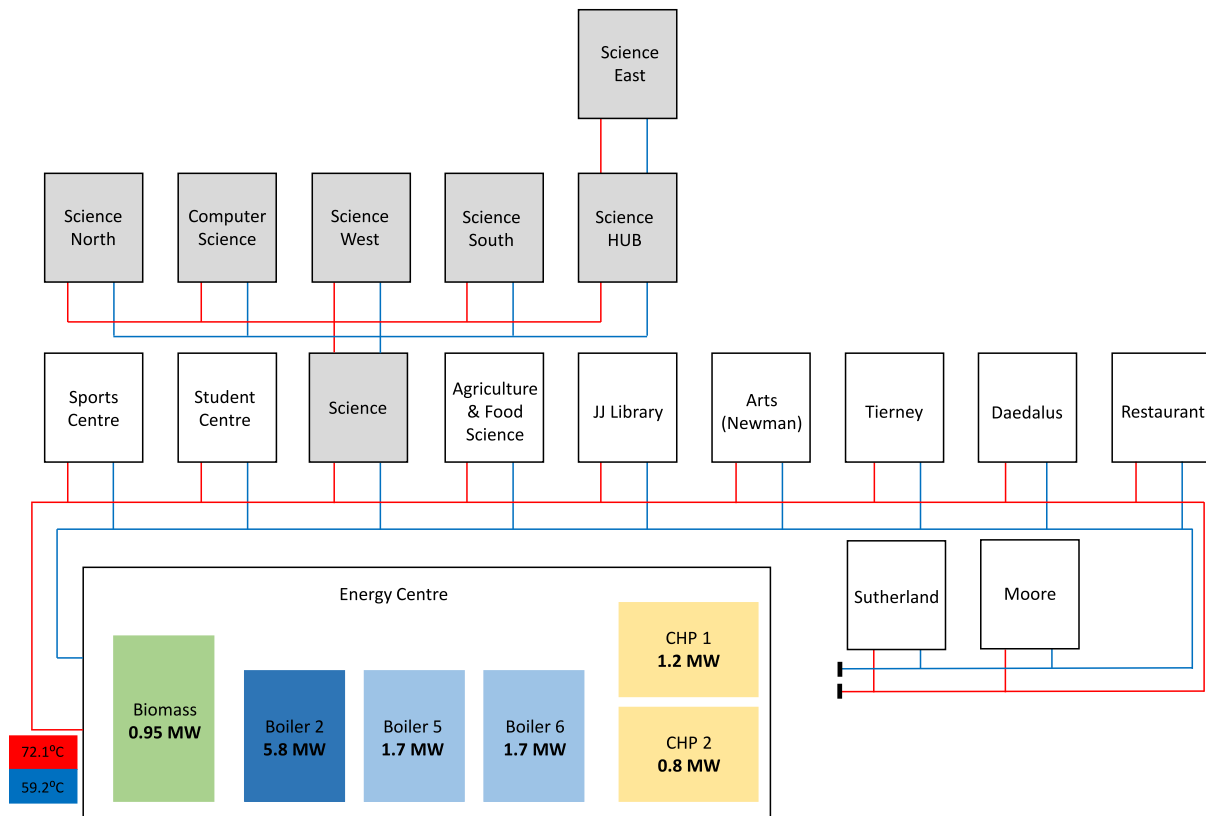 Science
East
Science
North
Computer
Science
Science
West
Science
South
Science
HUB
Sports
Centre
Student
Centre
Science
Agriculture
& Food
Science
JJ Library
Arts
(Newman)
Tierney
Daedalus
Restaurant
Sutherland
Moore
Energy Centre
Biomass
0.95 MW
Boiler 2
5.8 MW
Boiler 5
1.7 MW
Boiler 6
1.7 MW
CHP 1
1.2 MW
CHP 2
0.8 MW
72.1⁰C
59.2⁰C